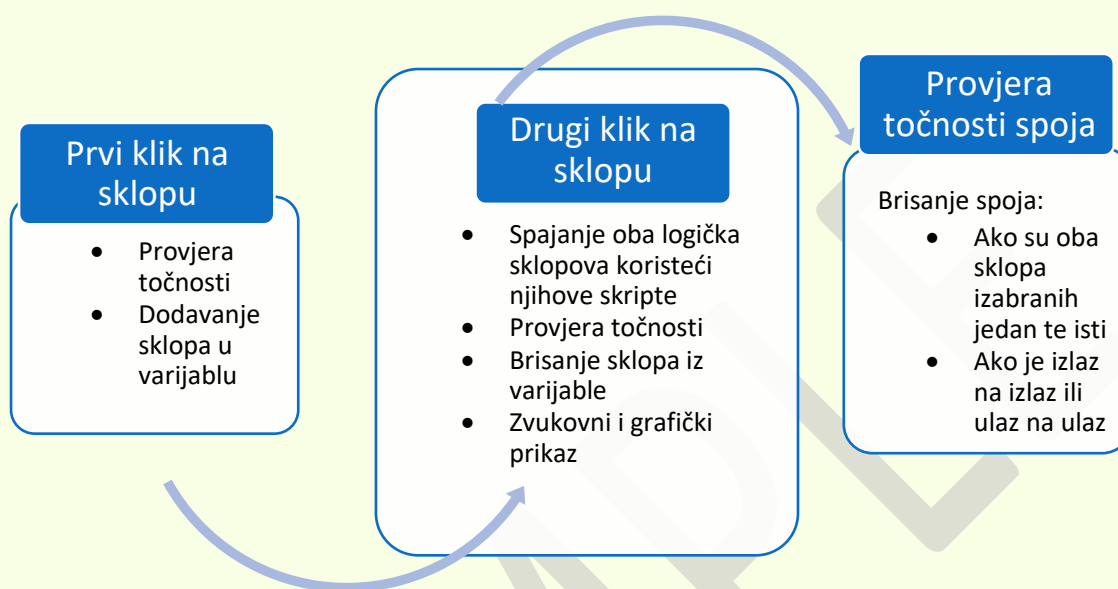 Prvi klik na
sklopu
• Provjera
točnosti
• Dodavanje
sklopa u
varijablu
Drugi klik na
sklopu
• Spajanje oba logička
sklopova koristeći
njihove skripte
• Provjera točnosti
• Brisanje sklopa iz
varijable
• Zvukovni i grafički
prikaz
Provjera
točnosti spoja
Brisanje spoja:
• Ako su oba
sklopa
izabranih
jedan te isti
• Ako je izlaz
na izlaz ili
ulaz na ulaz